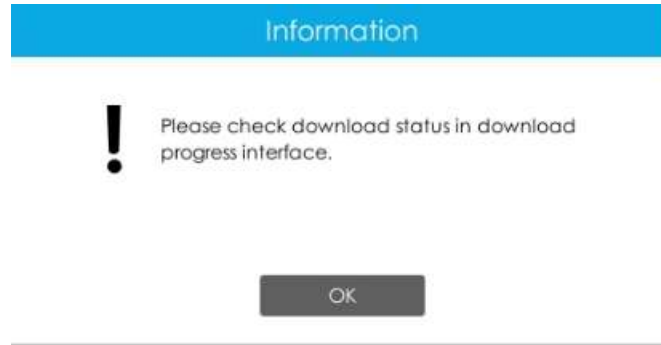 Information
Please check download status in download
progress interface.
OK